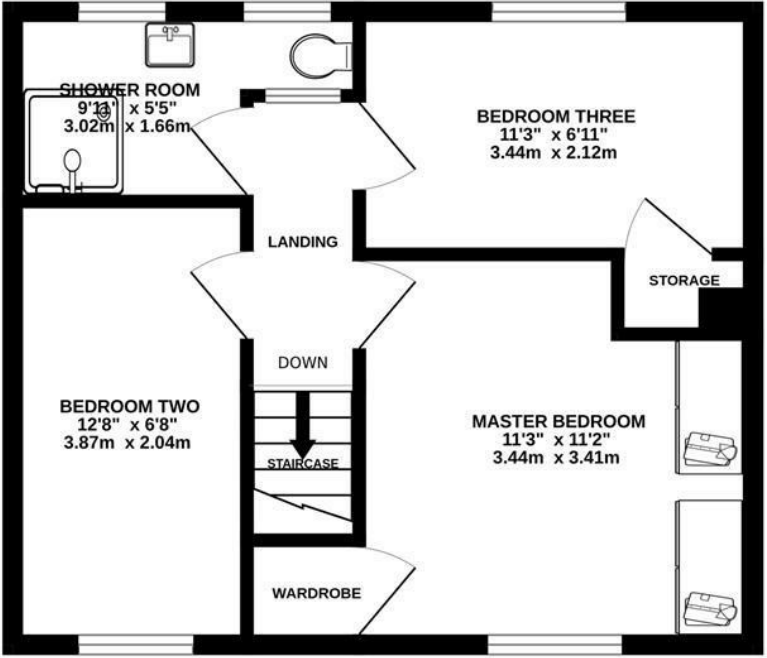 SHOWER ROOM
9'11" x 5'5"
3.02m x 1.66m
BEDROOM THREE
11'3" x 6'11"
3.44m x 2.12m
LANDING
STORAGE
DOWN
BEDROOM TWO
12'8" x 6'8"
3.87m x 2.04m
MASTER BEDROOM
11'3" x 11'2"
3.44m x 3.41m
STAIRCASE
WARDROBE